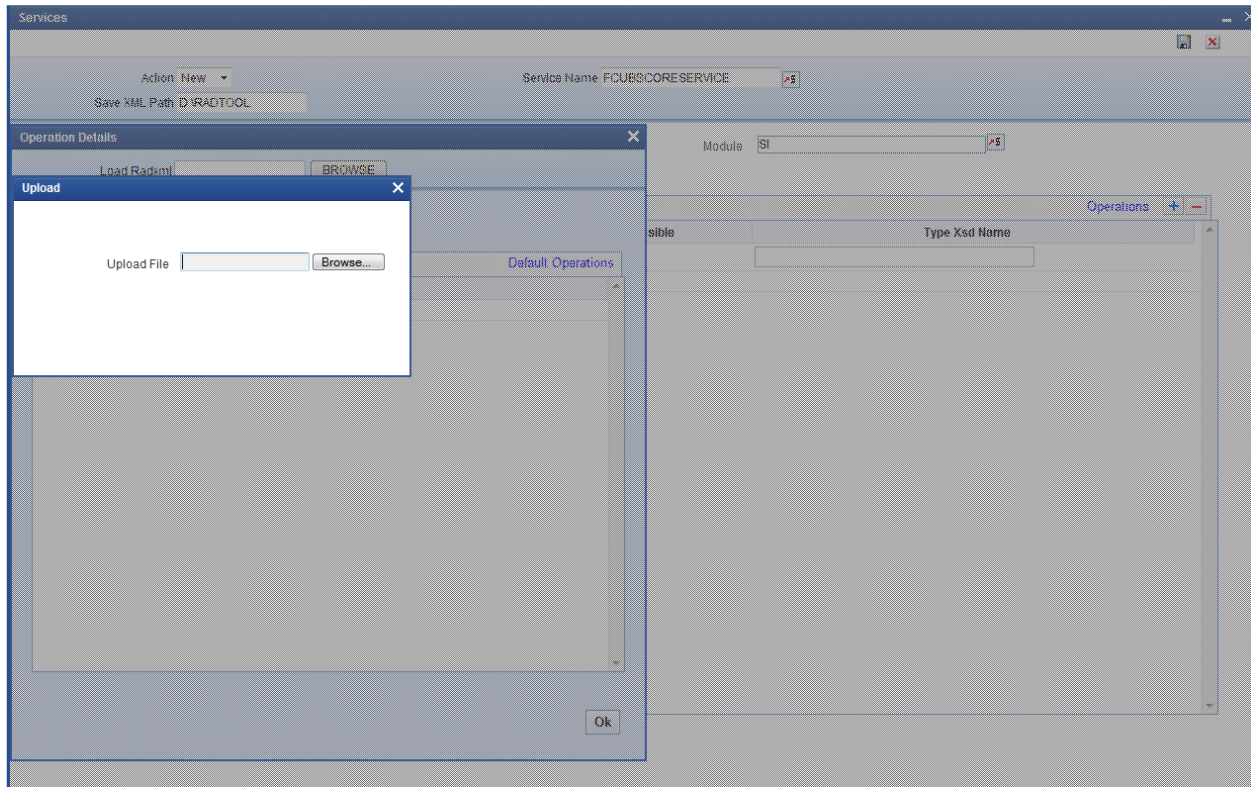 Services
Action New
Service Name FCUBSCORESERVICE
Save XML Path D:\RADTOOL
Operation Details
Module SI
Load Radxml BROWSE
Upload
Operations + −
sible Type Xsd Name
Upload File Browse...
Default Operations
Ok